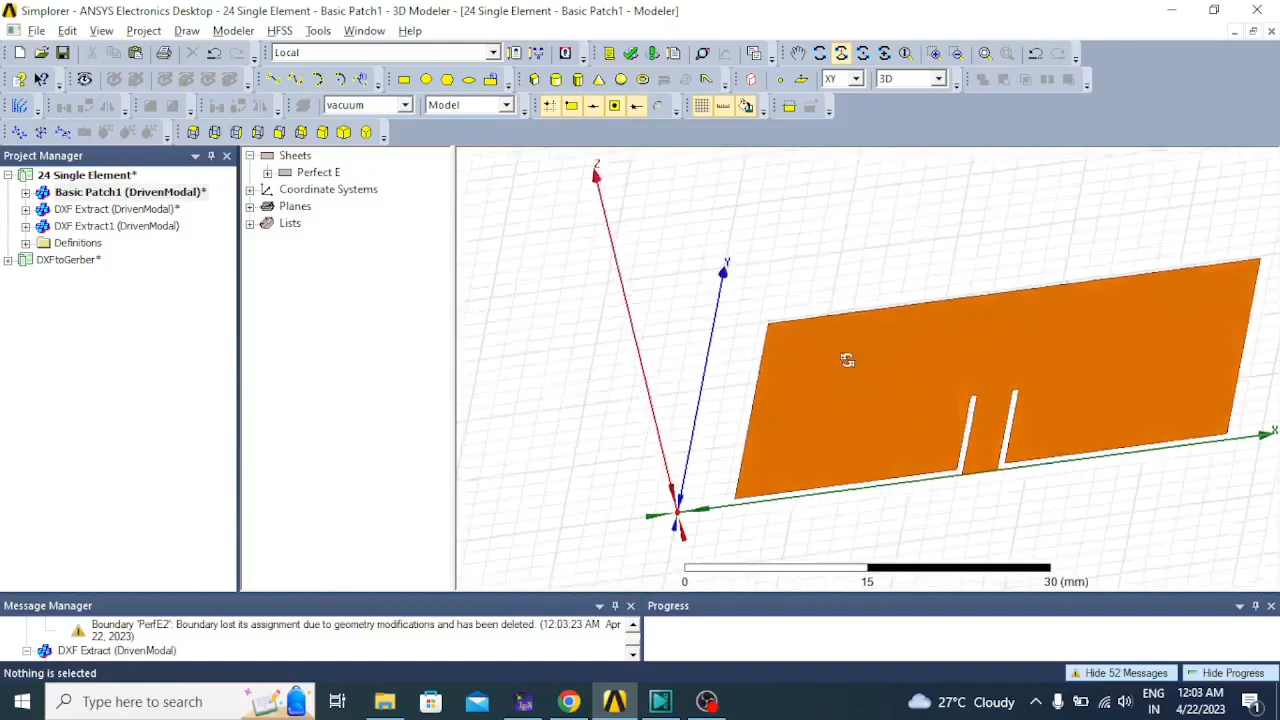 Simplorer - ANSYS Electronics Desktop - 24 Single Element - Basic Patch1 - 3D Modeler - [24 Single Element - Basic Patch1 - Modeler]
File Edit View Project Draw Modeler HFSS Tools Window Help
Local
XY 3D
vacuum Model
Project Manager
24 Single Element*
Basic Patch1 (DrivenModal)*
DXF Extract (DrivenModal)*
DXF Extract1 (DrivenModal)
Definitions
DXFtoGerber*
Sheets
Perfect E
Coordinate Systems
Planes
Lists
Z
Y
X
0 15 30 (mm)
Message Manager
Boundary 'PerfE2': Boundary lost its assignment due to geometry modifications and has been deleted. (12:03:23 AM Apr
22, 2023)
DXF Extract (DrivenModal)
Progress
Nothing is selected
Hide 52 Messages
Hide Progress
Type here to search
27°C Cloudy
ENG
IN
12:03 AM
4/22/2023
1